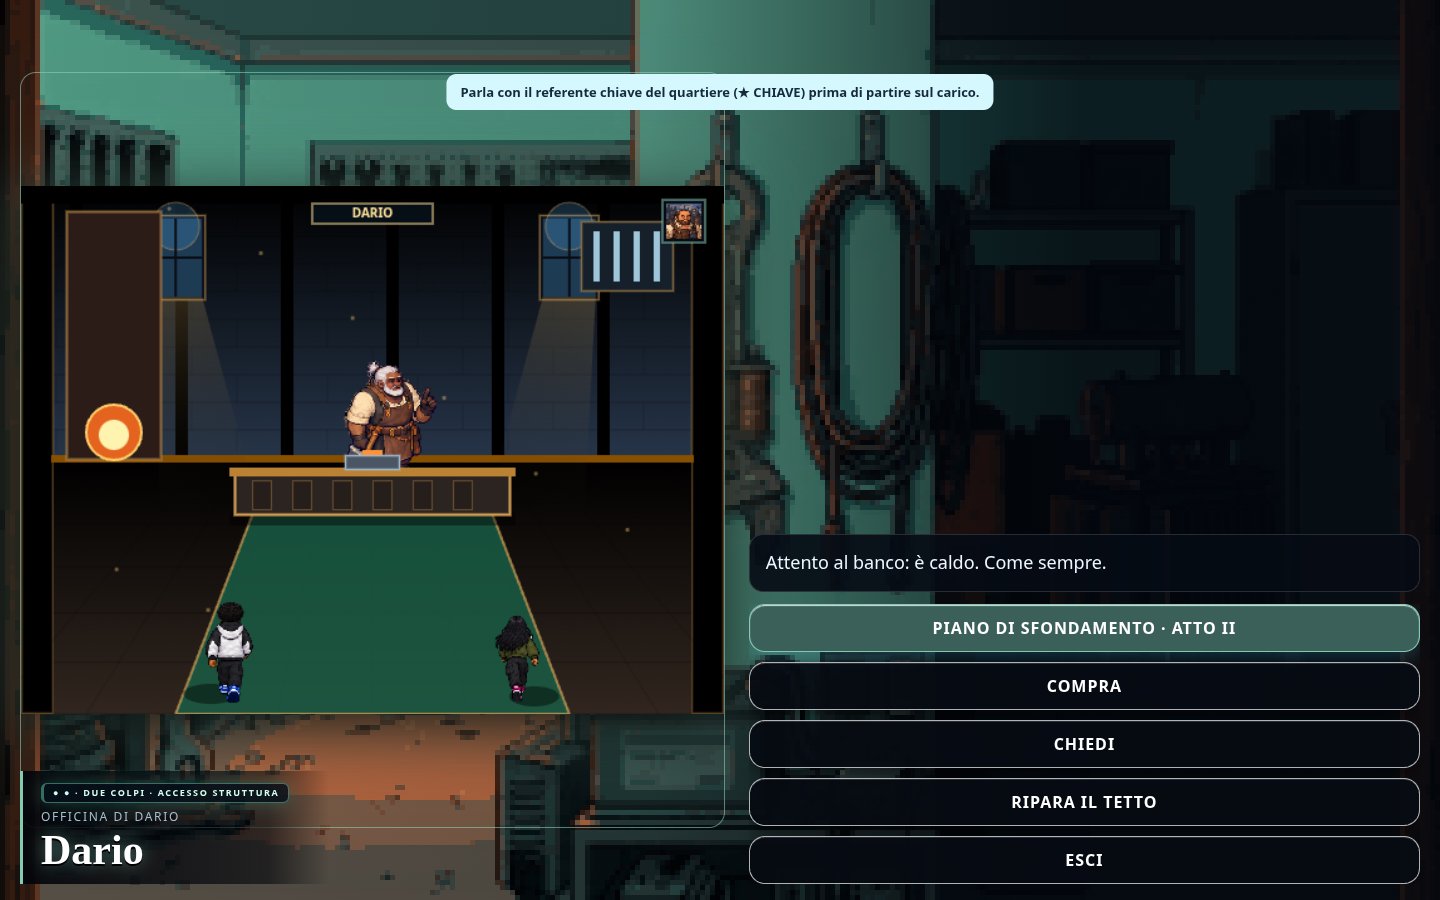 Parla con il referente chiave del quartiere (★ CHIAVE) prima di partire sul carico.
DARIO
Attento al banco: è caldo. Come sempre.
PIANO DI SFONDAMENTO · ATTO II
COMPRA
CHIEDI
RIPARA IL TETTO
ESCI
● ● · DUE COLPI · ACCESSO STRUTTURA
OFFICINA DI DARIO
Dario